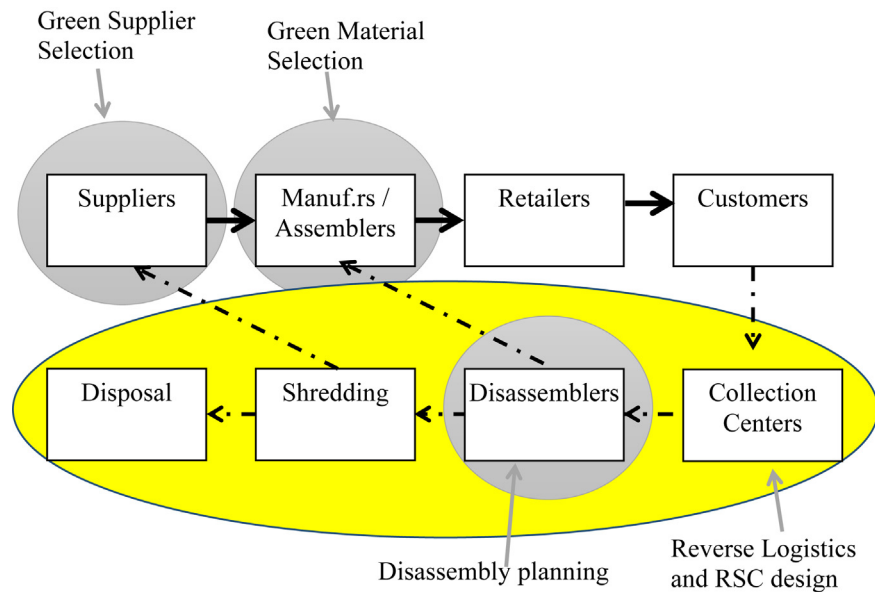 Green Supplier
Selection
Green Material
Selection
Suppliers
Manuf.rs /
Assemblers
Retailers
Customers
Disposal
Shredding
Disassemblers
Collection
Centers
Disassembly planning
Reverse Logistics
and RSC design